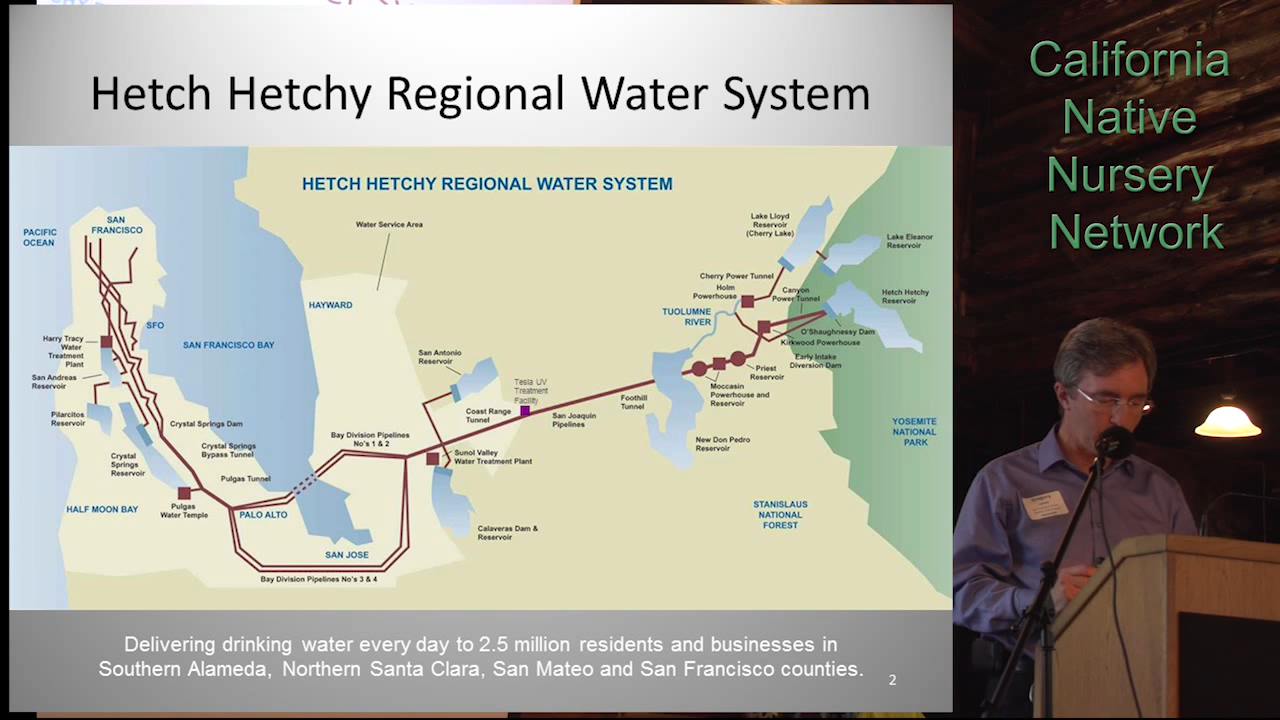 Hetch Hetchy Regional Water System
HETCH HETCHY REGIONAL WATER SYSTEM
PACIFIC
OCEAN
SAN
FRANCISCO
Water Service Area
HAYWARD
SFO
SAN FRANCISCO BAY
Harry Tracy
Water
Treatment
Plant
San Andreas
Reservoir
Pilarcitos
Reservoir
Crystal Springs Dam
Crystal Springs
Bypass Tunnel
Crystal
Springs
Reservoir
Pulgas Tunnel
HALF MOON BAY
Pulgas
Water Temple
PALO ALTO
SAN JOSE
Bay Division Pipelines No's 3 & 4
Bay Division Pipelines
No's 1 & 2
San Antonio
Reservoir
Coast Range
Tunnel
Tesla UV
Treatment
Facility
San Joaquin
Pipelines
Sunol Valley
Water Treatment Plant
Calaveras Dam &
Reservoir
Foothill
Tunnel
New Don Pedro
Reservoir
Moccasin
Powerhouse and
Reservoir
Priest
Reservoir
Early Intake
Diversion Dam
Kirkwood Powerhouse
O'Shaughnessy Dam
TUOLUMNE
RIVER
Holm
Powerhouse
Cherry Power Tunnel
Canyon
Power Tunnel
Lake Lloyd
Reservoir
(Cherry Lake)
Lake Eleanor
Reservoir
Hetch Hetchy
Reservoir
YOSEMITE
NATIONAL
PARK
STANISLAUS
NATIONAL
FOREST
Delivering drinking water every day to 2.5 million residents and businesses in
Southern Alameda, Northern Santa Clara, San Mateo and San Francisco counties.
2
California
Native
Nursery
Network
Gregory